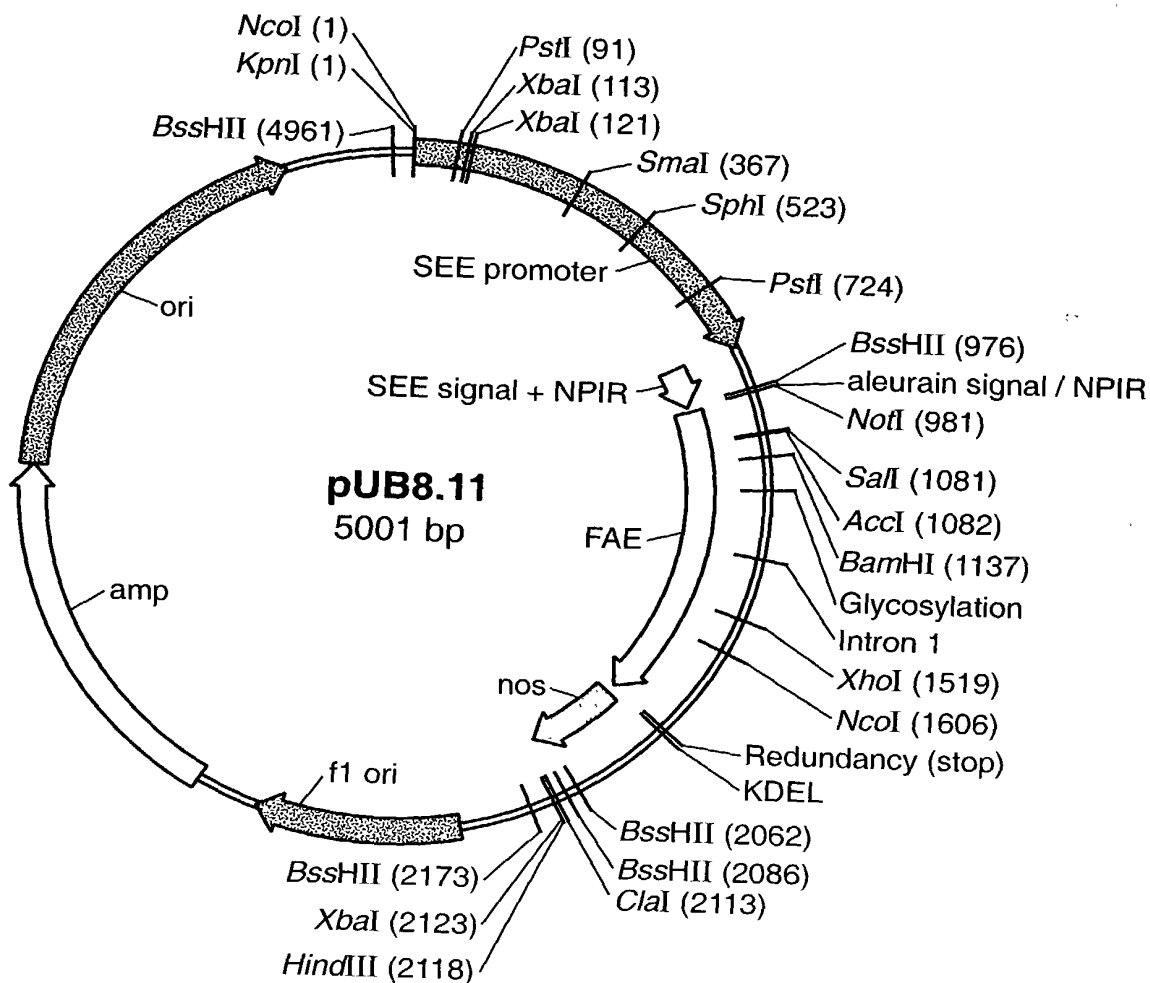 NcoI (1)
KpnI (1)
BssHII (4961)
PstI (91)
XbaI (113)
XbaI (121)
SmaI (367)
SphI (523)
SEE promoter
PstI (724)
BssHII (976)
aleurain signal / NPIR
NotI (981)
SEE signal + NPIR
SalI (1081)
AccI (1082)
BamHI (1137)
Glycosylation
Intron 1
XhoI (1519)
NcoI (1606)
Redundancy (stop)
KDEL
ori
pUB8.11
5001 bp
FAE
amp
nos
f1 ori
BssHII (2062)
BssHII (2086)
ClaI (2113)
BssHII (2173)
XbaI (2123)
HindIII (2118)